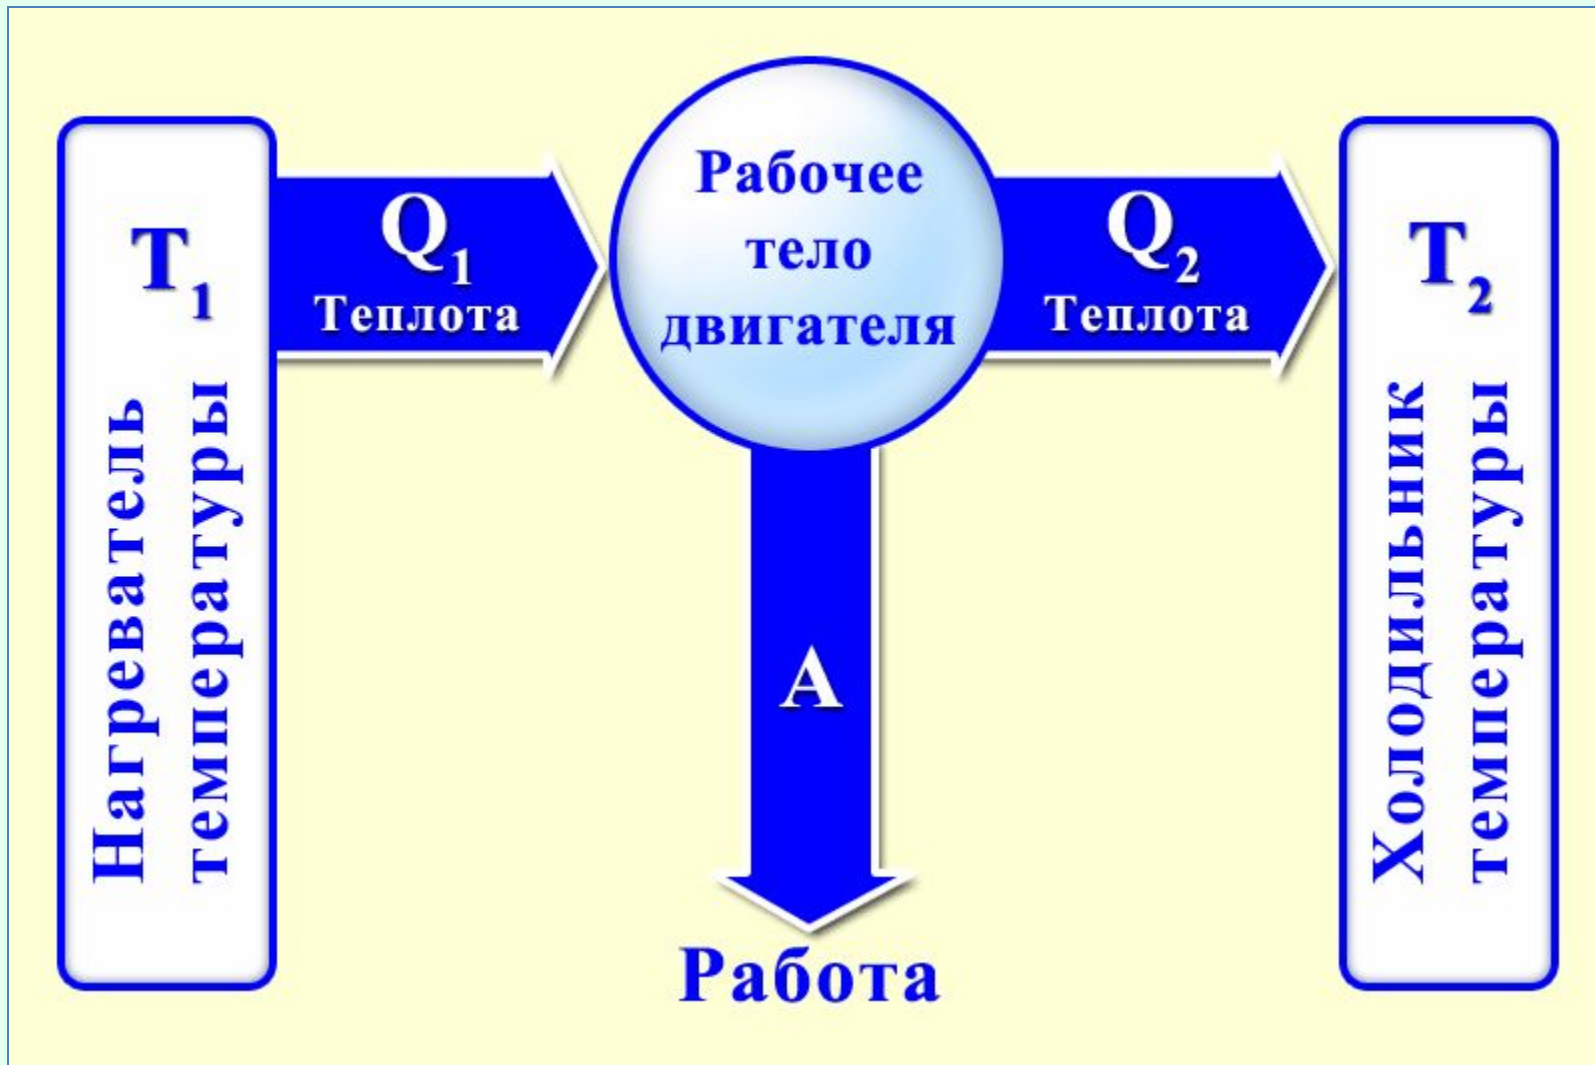 T1
Нагреватель
температуры
Q1
Теплота
Рабочее
тело
двигателя
Q2
Теплота
T2
Холодильник
температуры
A
Работа